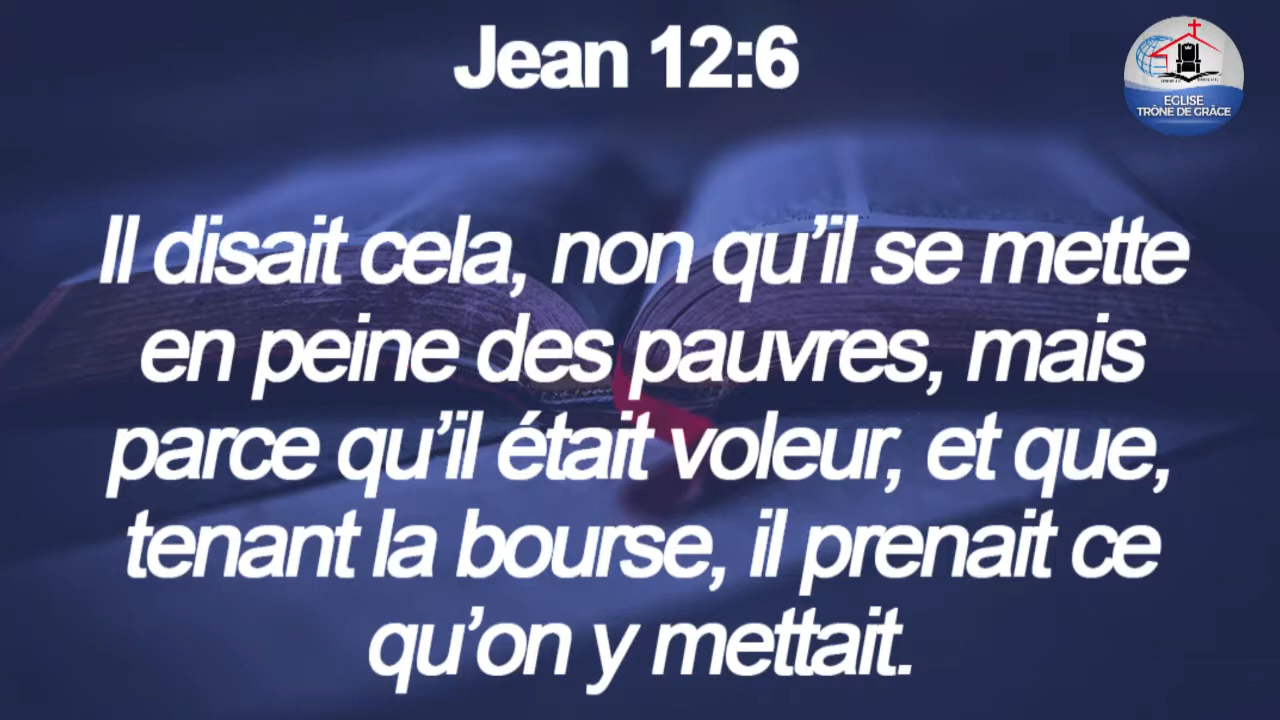 Jean 12:6
EGLISE
TRÔNE DE GRÂCE
Il disait cela, non qu’il se mette
en peine des pauvres, mais
parce qu’il était voleur, et que,
tenant la bourse, il prenait ce
qu’on y mettait.